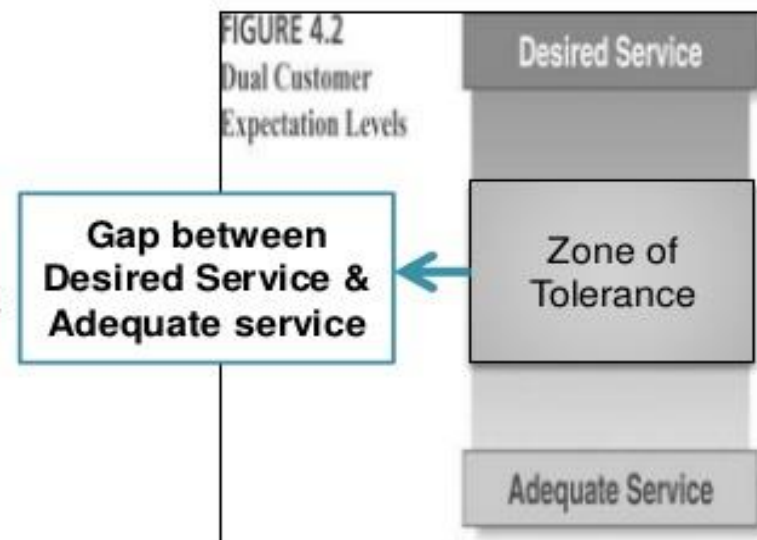 FIGURE 4.2
Dual Customer
Expectation Levels
Desired Service
Gap between
Desired Service &
Adequate service
Zone of
Tolerance
Adequate Service